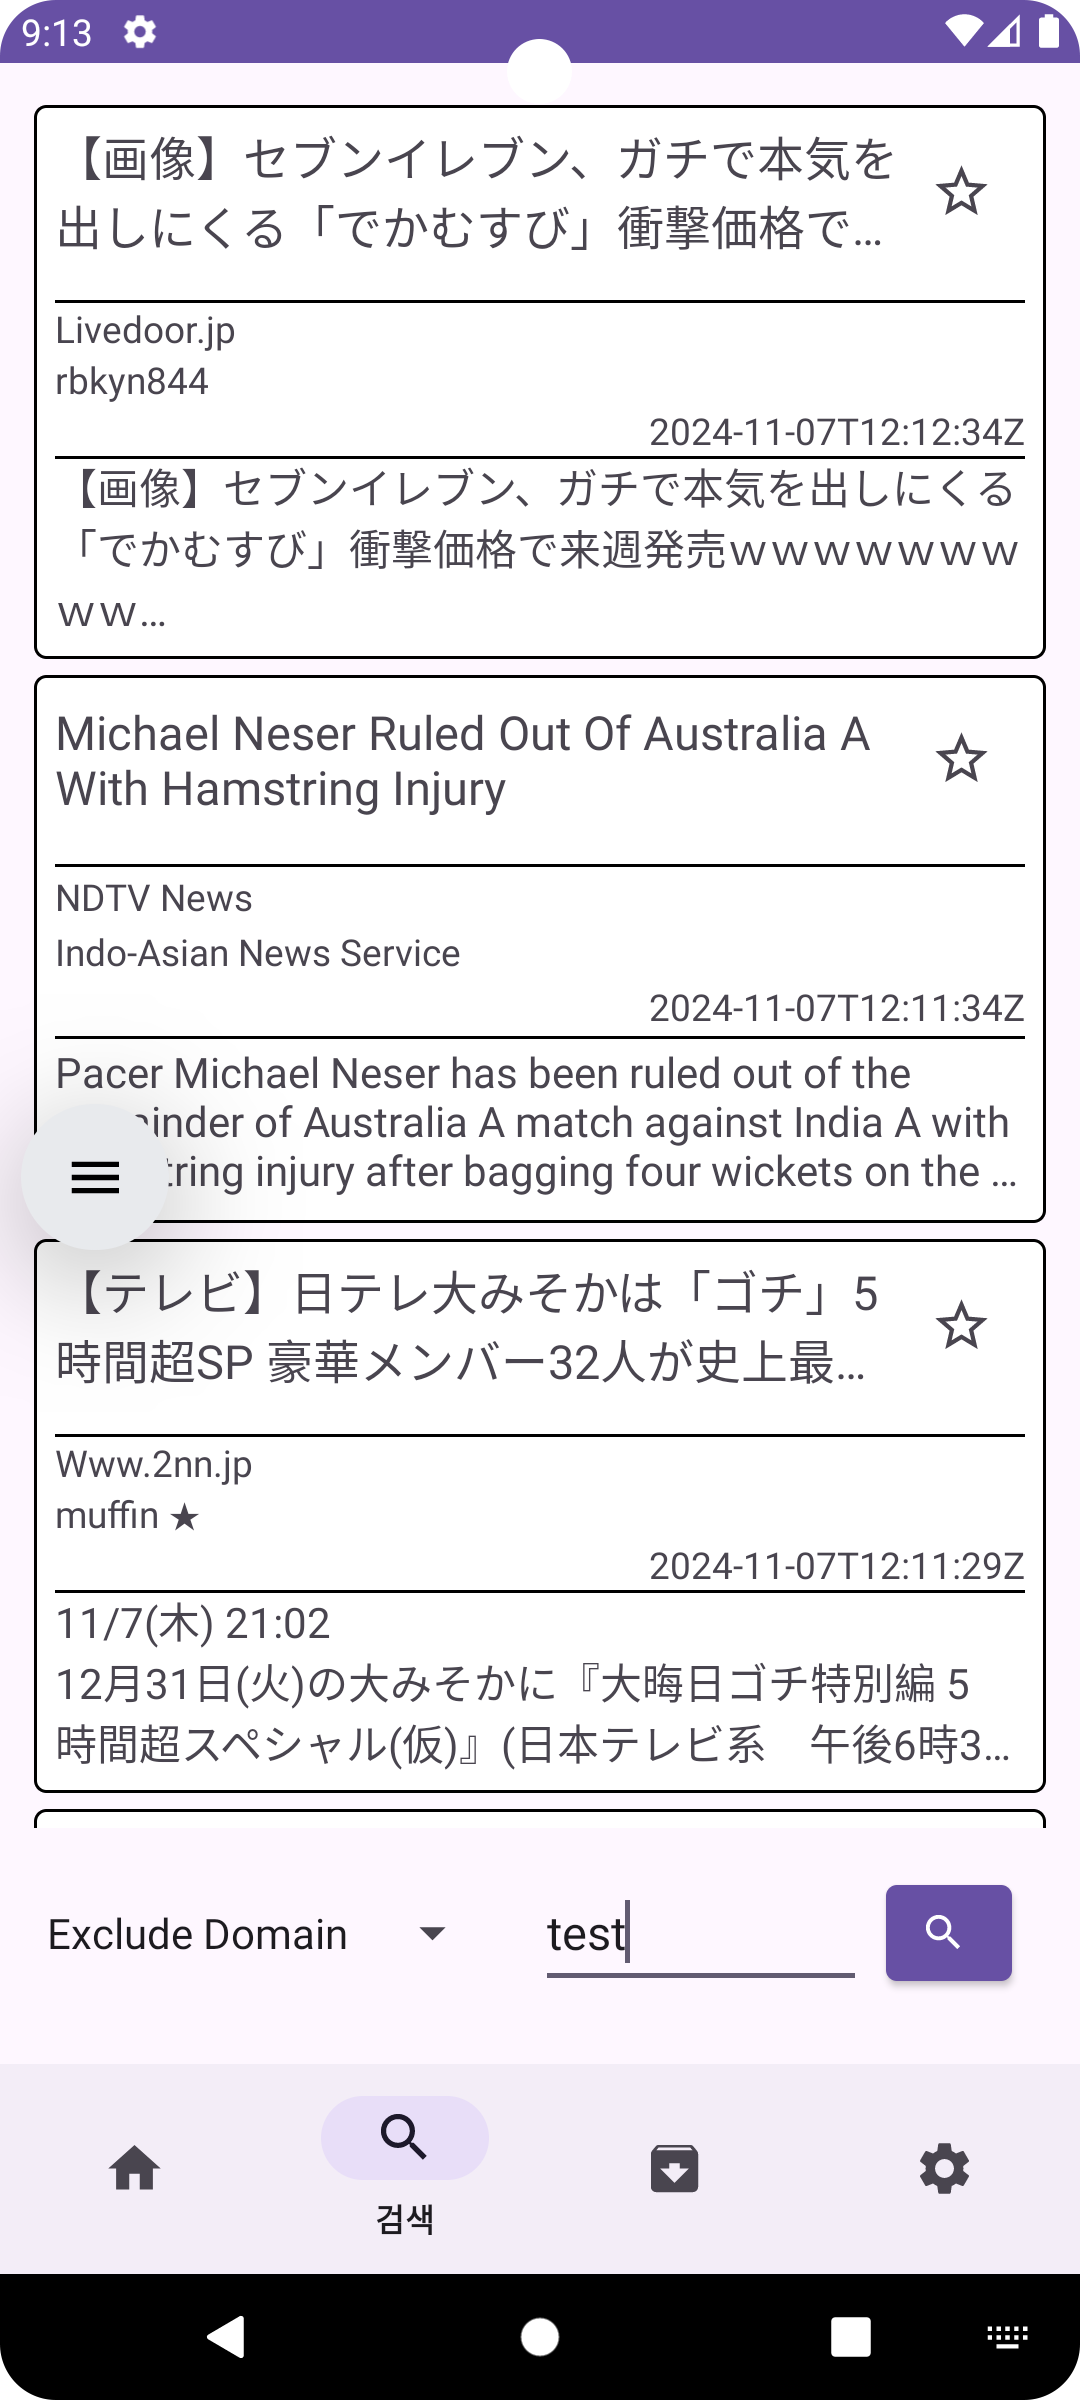 9:13
【画像】セブンイレブン、ガチで本気を
出しにくる「でかむすび」衝撃価格で…
Livedoor.jp
rbkyn844
2024-11-07T12:12:34Z
【画像】セブンイレブン、ガチで本気を出しにくる
「でかむすび」衝撃価格で来週発売ｗｗｗｗｗｗｗ
ｗｗ…
Michael Neser Ruled Out Of Australia A
With Hamstring Injury
NDTV News
Indo-Asian News Service
2024-11-07T12:11:34Z
Pacer Michael Neser has been ruled out of the
inder of Australia A match against India A with
tring injury after bagging four wickets on the …
【テレビ】日テレ大みそかは「ゴチ」5
時間超SP 豪華メンバー32人が史上最…
Www.2nn.jp
muffin ★
2024-11-07T12:11:29Z
11/7(木) 21:02
12月31日(火)の大みそかに『大晦日ゴチ特別編 5
時間超スペシャル(仮)』(日本テレビ系　午後6時3…
Exclude Domain
test
검색